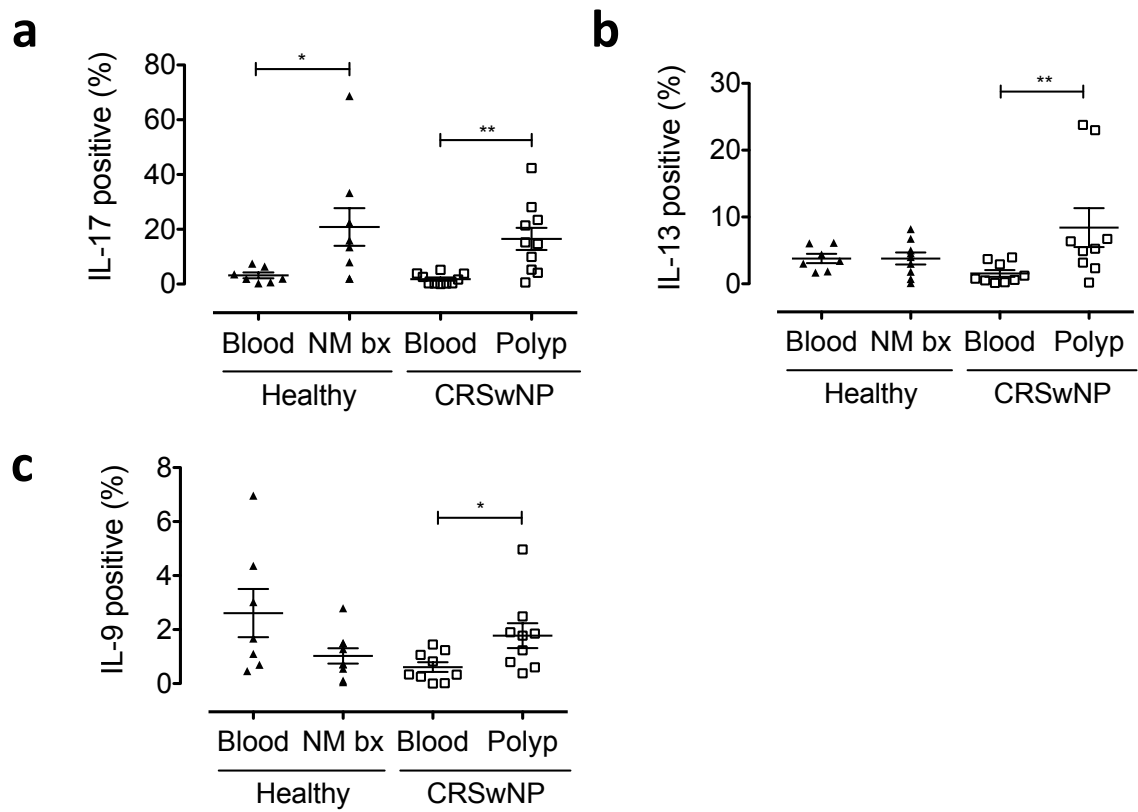 a
IL-17 positive (%)
80
60
40
20
0
*
**
Blood NM bx Blood Polyp
Healthy CRSwNP
b
IL-13 positive (%)
30
20
10
0
**
Blood NM bx Blood Polyp
Healthy CRSwNP
c
IL-9 positive (%)
8
6
4
2
0
*
Blood NM bx Blood Polyp
Healthy CRSwNP